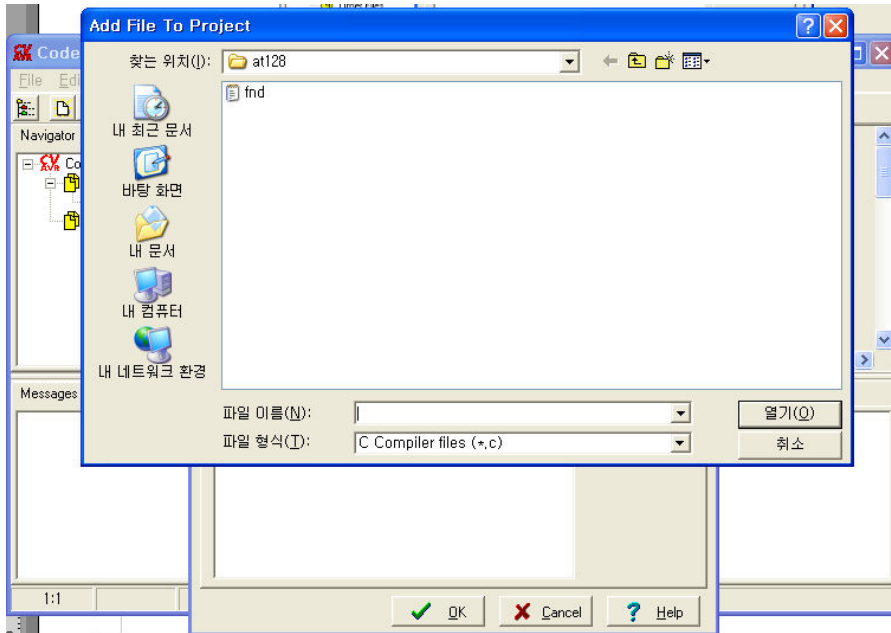 Other Files
Add File To Project
Code
File Edi
찾는 위치(I): at128
Navigator
Co
fnd
내 최근 문서
바탕 화면
내 문서
내 컴퓨터
내 네트워크 환경
Messages
파일 이름(N): 열기(O)
파일 형식(T): C Compiler files (*.c) 취소
1:1
OK Cancel Help